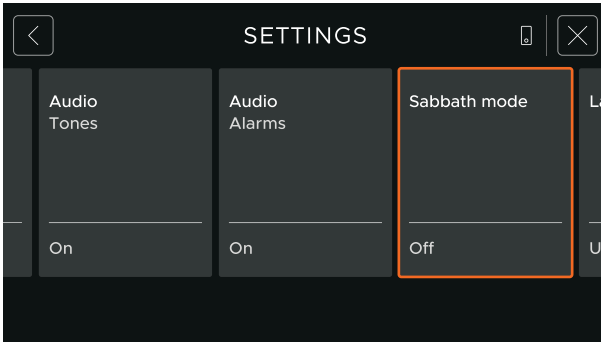 SETTINGS
Audio
Tones
On
Audio
Alarms
On
Sabbath mode
Off